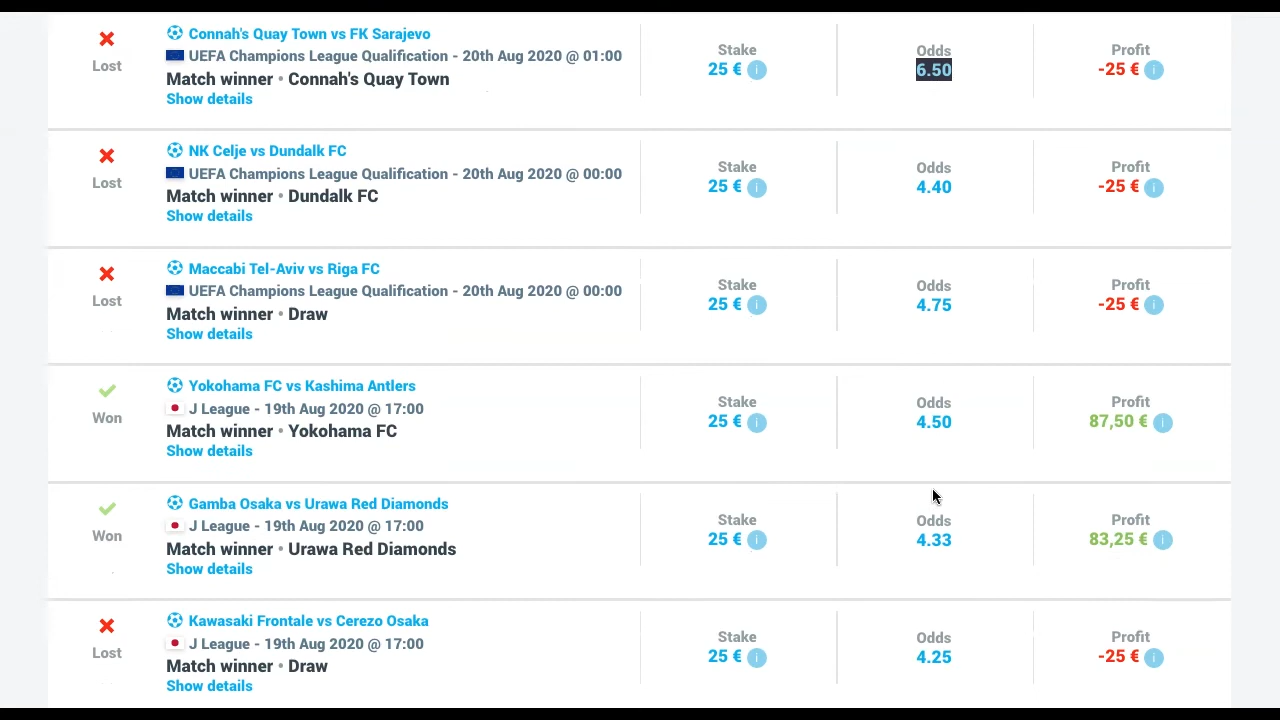 Connah's Quay Town vs FK Sarajevo
UEFA Champions League Qualification - 20th Aug 2020 @ 01:00
Match winner • Connah's Quay Town
Show details
Lost
Stake
25 € i
Odds
6.50
Profit
-25 € i
NK Celje vs Dundalk FC
UEFA Champions League Qualification - 20th Aug 2020 @ 00:00
Match winner • Dundalk FC
Show details
Lost
Stake
25 € i
Odds
4.40
Profit
-25 € i
Maccabi Tel-Aviv vs Riga FC
UEFA Champions League Qualification - 20th Aug 2020 @ 00:00
Match winner • Draw
Show details
Lost
Stake
25 € i
Odds
4.75
Profit
-25 € i
Yokohama FC vs Kashima Antlers
J League - 19th Aug 2020 @ 17:00
Match winner • Yokohama FC
Show details
Won
Stake
25 € i
Odds
4.50
Profit
87,50 € i
Gamba Osaka vs Urawa Red Diamonds
J League - 19th Aug 2020 @ 17:00
Match winner • Urawa Red Diamonds
Show details
Won
Stake
25 € i
Odds
4.33
Profit
83,25 € i
Kawasaki Frontale vs Cerezo Osaka
J League - 19th Aug 2020 @ 17:00
Match winner • Draw
Show details
Lost
Stake
25 € i
Odds
4.25
Profit
-25 € i